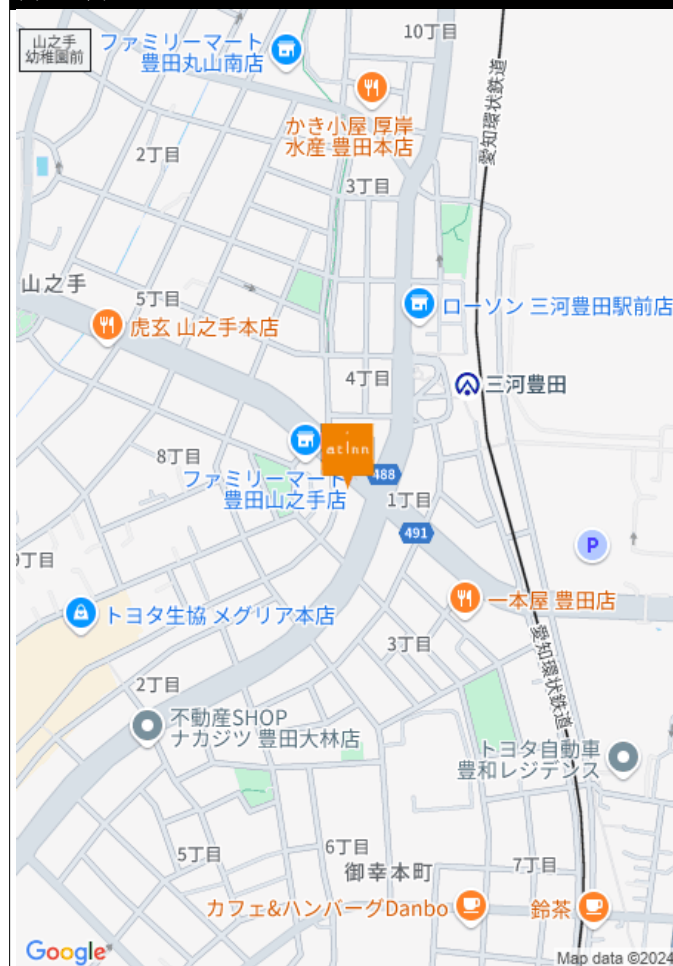 10丁目
山之手
幼稚園前
ファミリーマート
豊田丸山南店
かき小屋 厚岸
水産 豊田本店
愛知環状鉄道
2丁目
3丁目
山之手
5丁目
ローソン 三河豊田駅前店
虎玄 山之手本店
4丁目
三河豊田
atInn
8丁目
ファミリーマート
豊田山之手店
488
1丁目
491
P
9丁目
一本屋 豊田店
トヨタ生協 メグリア本店
3丁目
愛知環状鉄道
2丁目
不動産SHOP
ナカジツ 豊田大林店
トヨタ自動車
豊和レジデンス
5丁目
6丁目
御幸本町
7丁目
カフェ&ハンバーグDanbo
鈴茶
Google
Map data ©2024